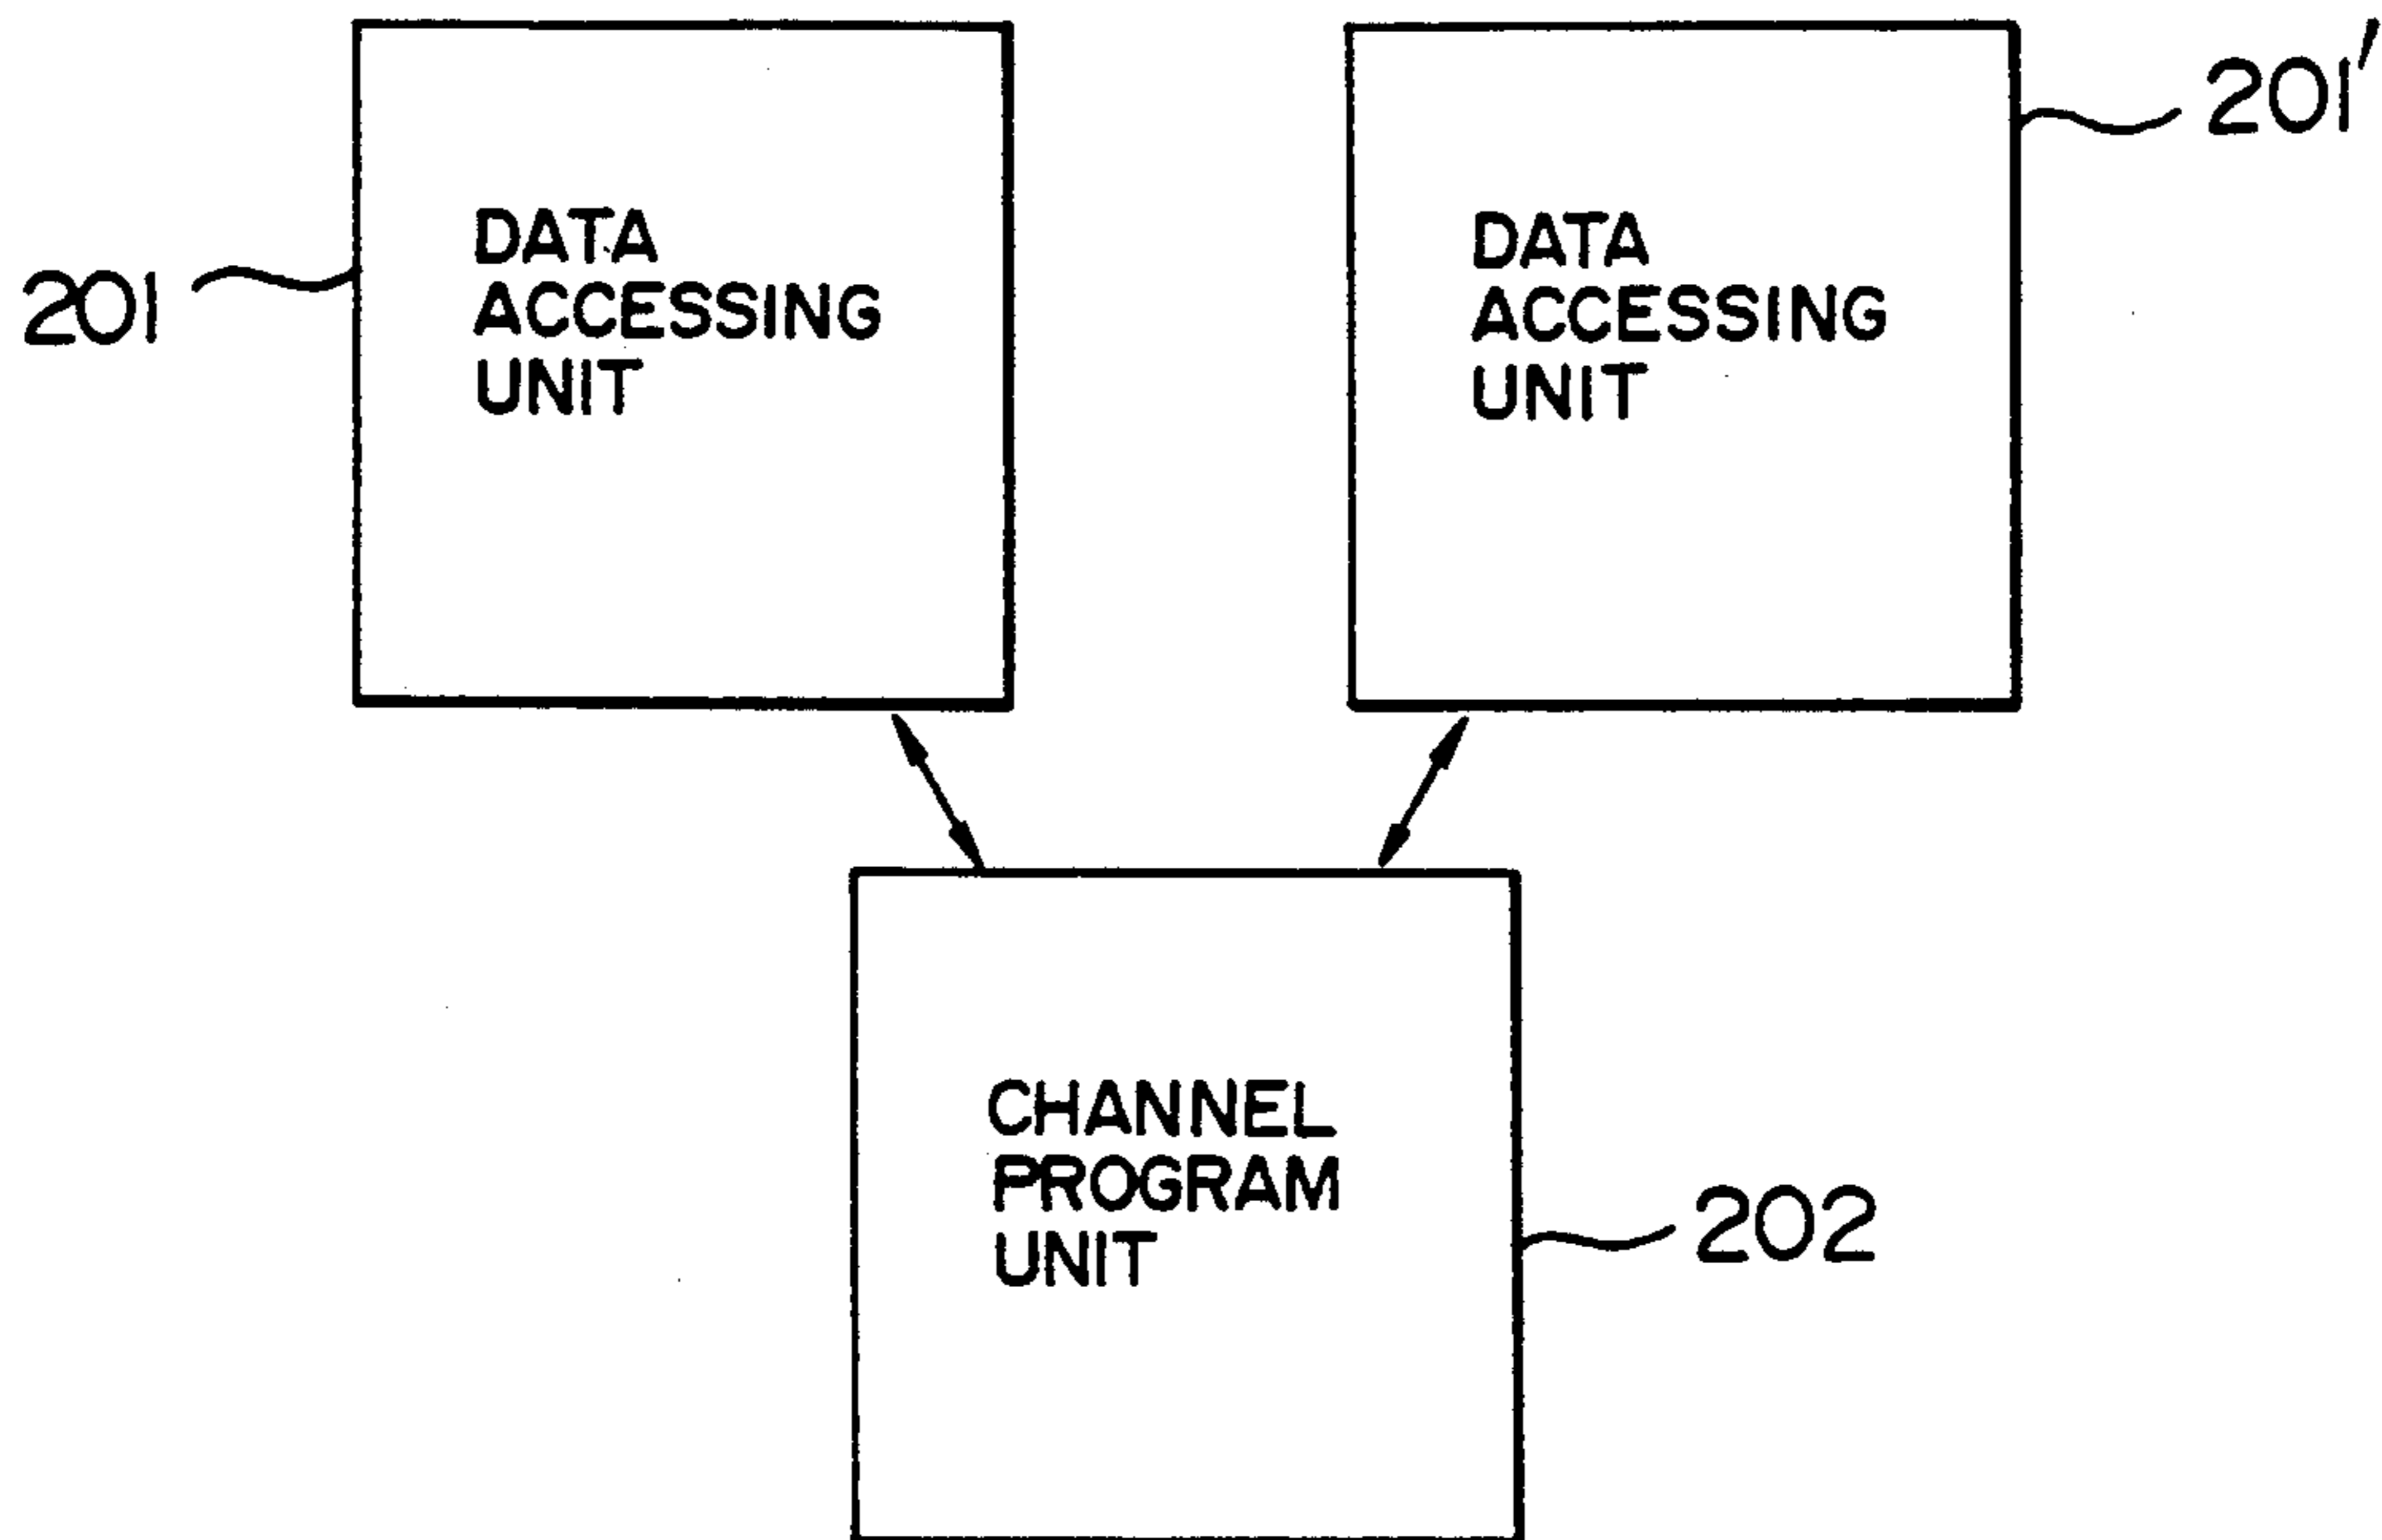 201'
DATA
ACCESSING
UNIT
201
DATA
ACCESSING
UNIT
CHANNEL
PROGRAM
UNIT
202